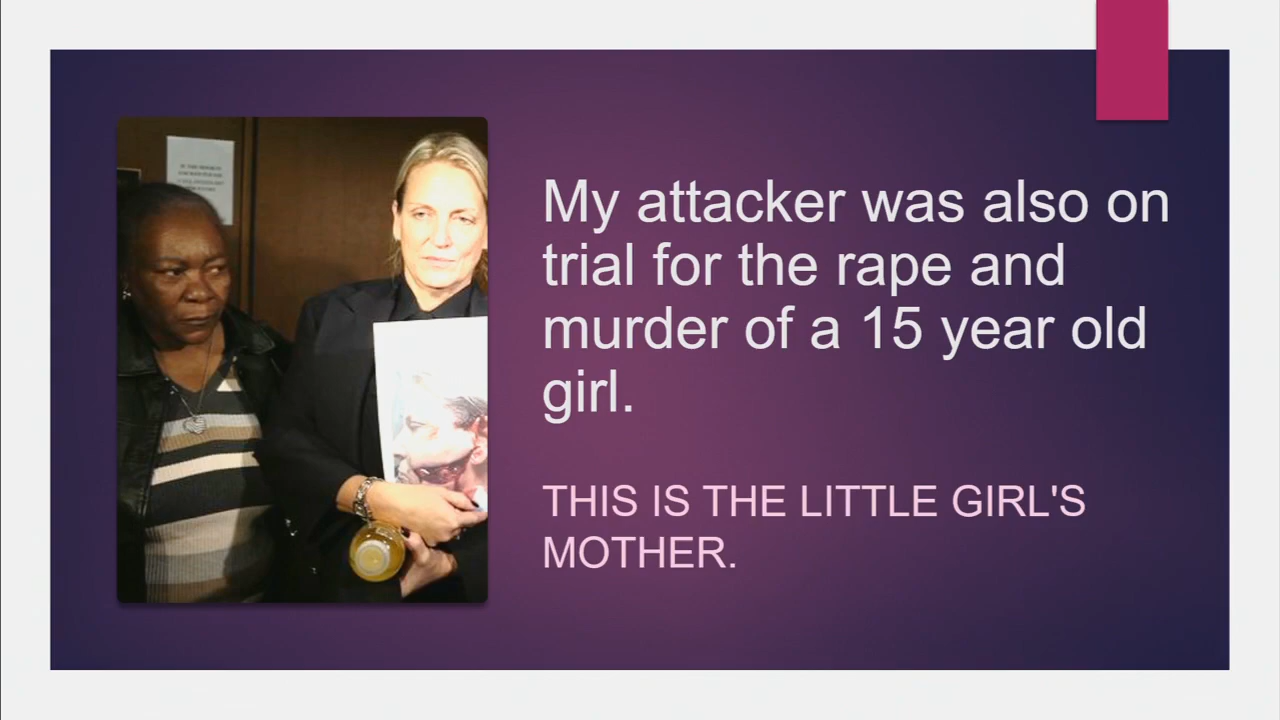 My attacker was also on
trial for the rape and
murder of a 15 year old
girl.
THIS IS THE LITTLE GIRL'S
MOTHER.